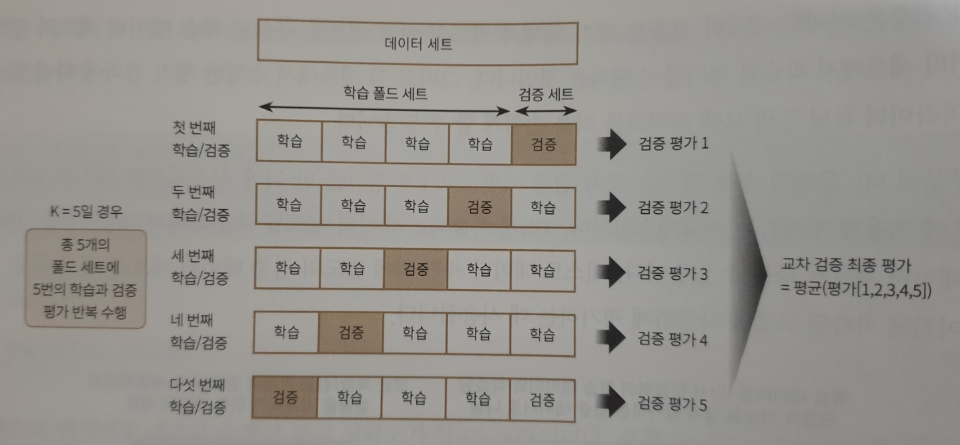 데이터 세트
학습 폴드 세트 검증 세트
첫 번째
학습/검증
학습 학습 학습 학습 검증
검증 평가 1
두 번째
학습/검증
학습 학습 학습 검증 학습
검증 평가 2
K = 5일 경우
총 5개의
폴드 세트에
5번의 학습과 검증
평가 반복 수행
세 번째
학습/검증
학습 학습 검증 학습 학습
검증 평가 3
네 번째
학습/검증
학습 검증 학습 학습 학습
검증 평가 4
다섯 번째
학습/검증
검증 학습 학습 학습 검증
검증 평가 5
교차 검증 최종 평가
= 평균(평가[1,2,3,4,5])